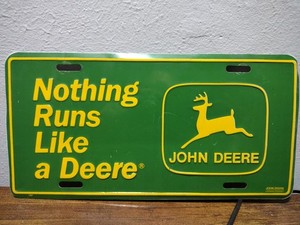 Nothing
Runs
Like
a Deere®
JOHN DEERE